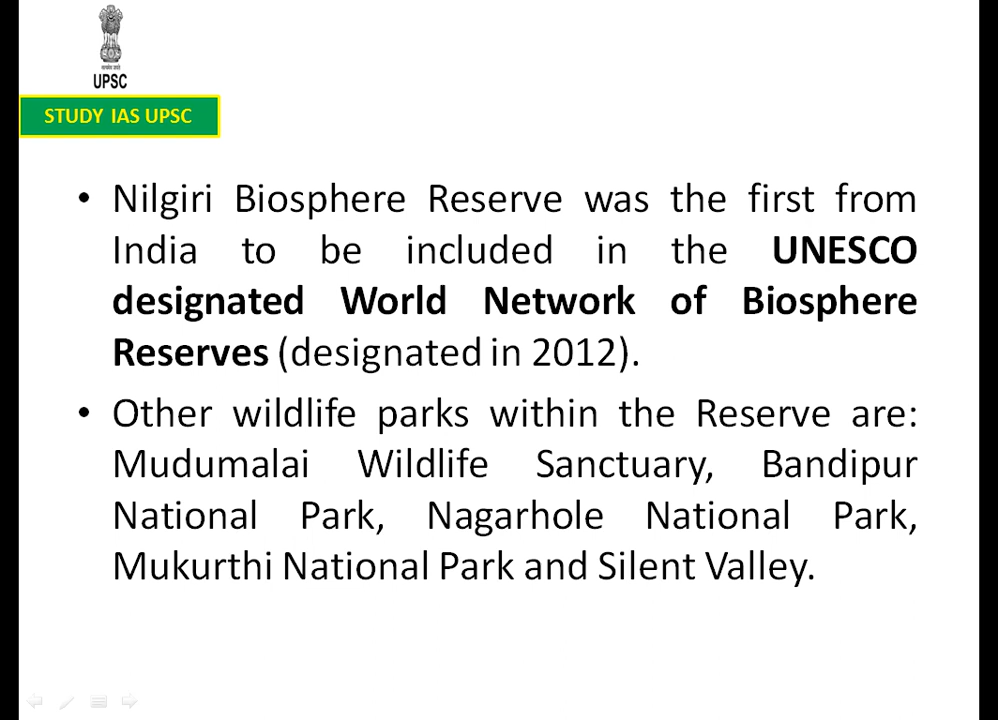 UPSC
STUDY IAS UPSC
• Nilgiri Biosphere Reserve was the first from
India to be included in the UNESCO
designated World Network of Biosphere
Reserves (designated in 2012).
• Other wildlife parks within the Reserve are:
Mudumalai Wildlife Sanctuary, Bandipur
National Park, Nagarhole National Park,
Mukurthi National Park and Silent Valley.